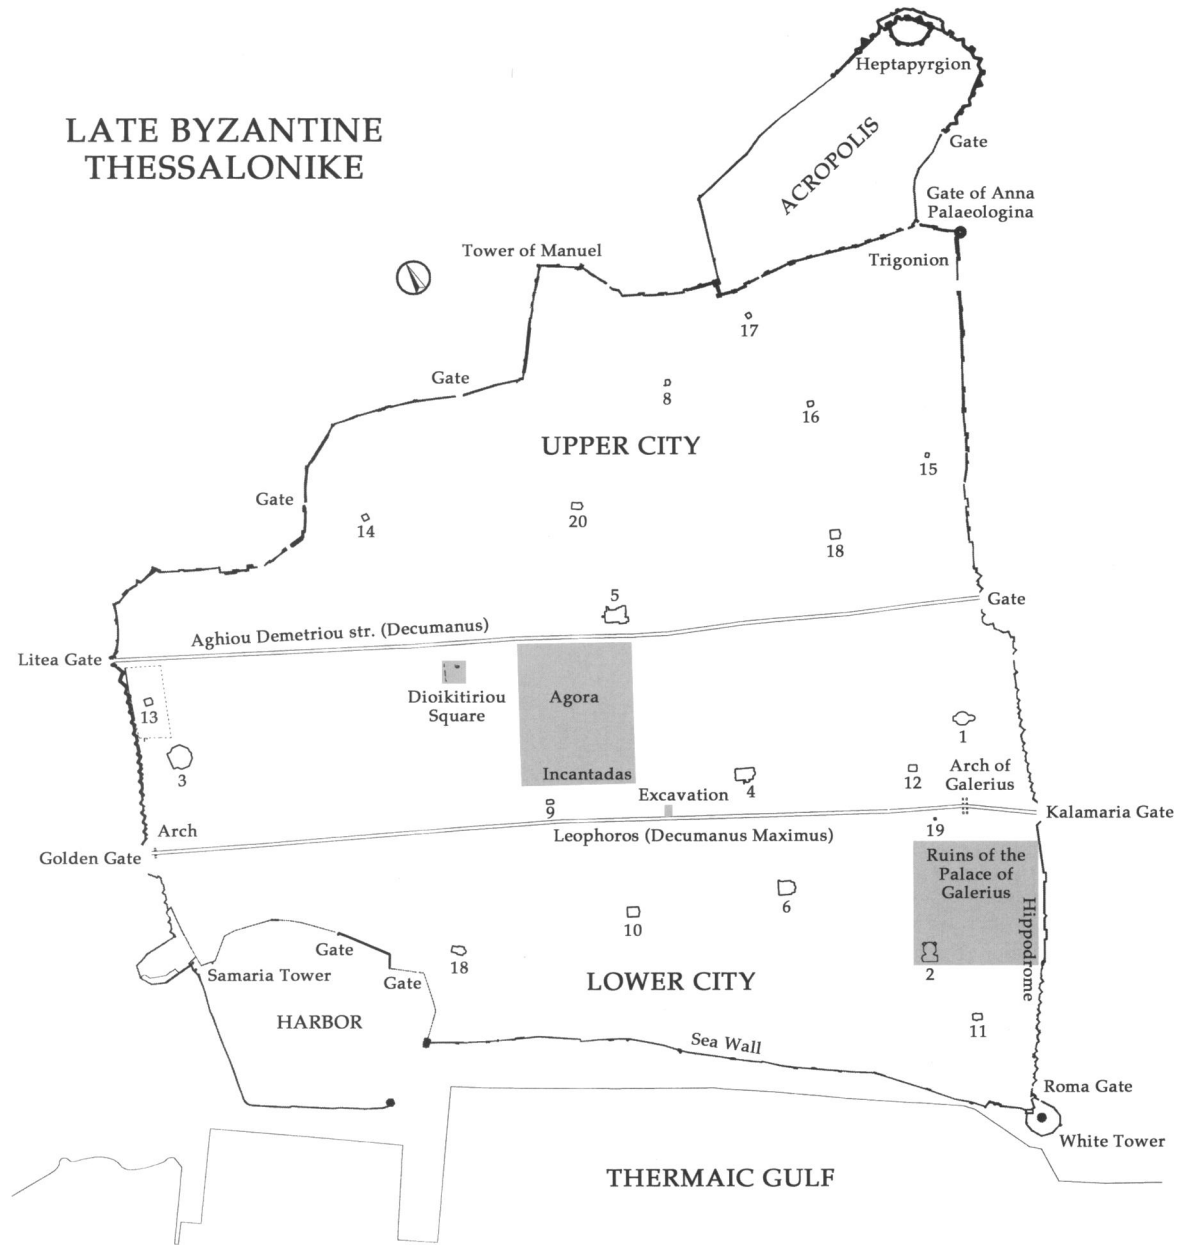 LATE BYZANTINE
THESSALONIKE
Heptapyrgion
ACROPOLIS
Gate
Gate of Anna
Palaeologina
Tower of Manuel
Trigonion
17
Gate
8
16
UPPER CITY
15
Gate
14
20
18
5
Gate
Aghiou Demetriou str. (Decumanus)
Litea Gate
Dioikitiriou
Square
Agora
13
1
3
Incantadas
4
12
Arch of
Galerius
Excavation
9
Kalamaria Gate
Arch
Leophoros (Decumanus Maximus)
19
Golden Gate
Ruins of the
Palace of
Galerius
6
Hippodrome
10
Gate
18
2
Samaria Tower
Gate
LOWER CITY
HARBOR
11
Sea Wall
Roma Gate
White Tower
THERMAIC GULF